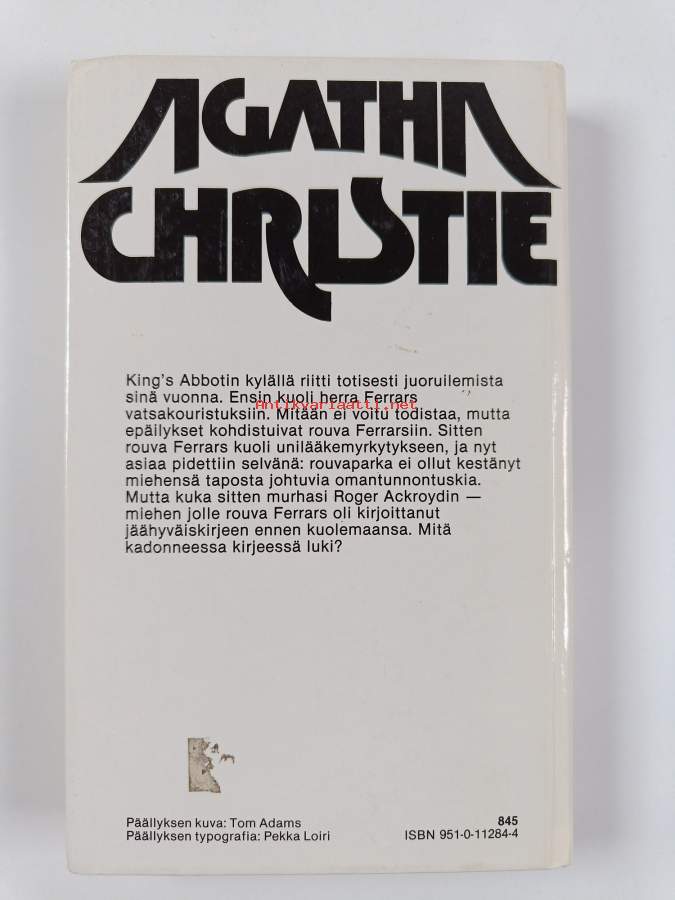 AGATHA
CHRISTIE
King's Abbotin kylällä riitti totisesti juoruilemista
sinä vuonna. Ensin kuoli herra Ferrars
Antikvariaatti.net
vatsakouristuksiin. Mitään ei voitu todistaa, mutta
epäilykset kohdistuivat rouva Ferrarsiin. Sitten
rouva Ferrars kuoli unilääkemyrkytykseen, ja nyt
asiaa pidettiin selvänä: rouvaparka ei ollut kestänyt
miehensä taposta johtuvia omantunnontuskia.
Mutta kuka sitten murhasi Roger Ackroydin —
miehen jolle rouva Ferrars oli kirjoittanut
jäähyväiskirjeen ennen kuolemaansa. Mitä
kadonneessa kirjeessä luki?
Päällyksen kuva: Tom Adams
Päällyksen typografia: Pekka Loiri
845
ISBN 951-0-11284-4